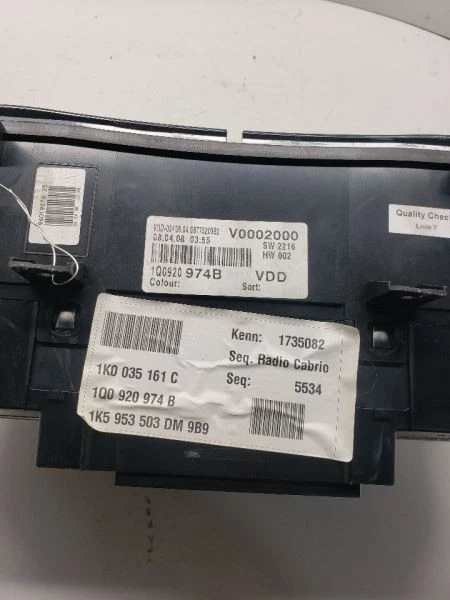 V0002000
08.04.08 03:55
SW 2216
HW 002
1Q0920 974B VDD
Colour: Sort:
Quality Check
Linie 7
Kenn: 1735082
Seq. Radio Cabrio
Seq: 5534
1K0 035 161 C
1Q0 920 974 B
1K5 953 503 DM 9B9